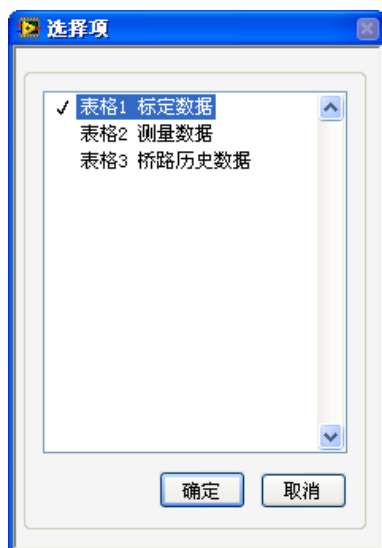 选择项
✓ 表格1 标定数据
表格2 测量数据
表格3 桥路历史数据
确定 取消